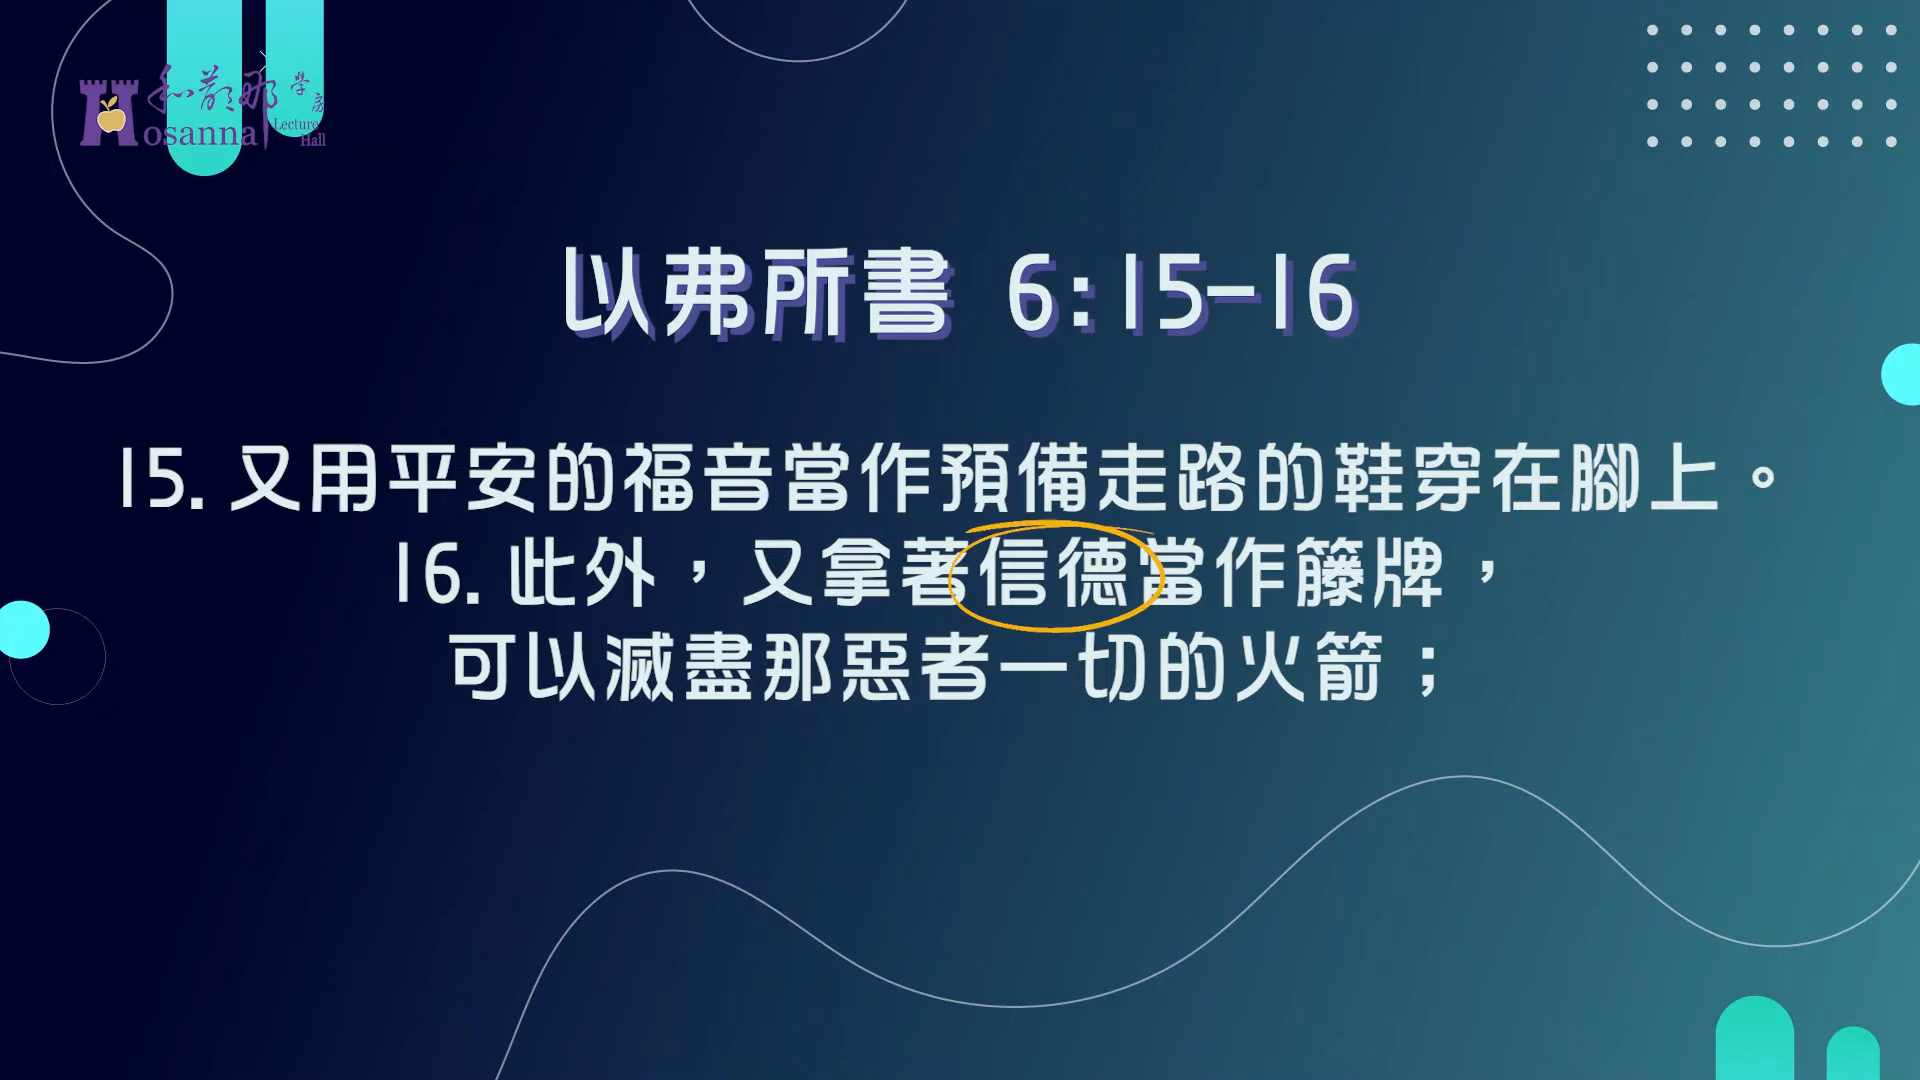 和散那學房
Hosanna Lecture Hall
以弗所書 6:15-16
15. 又用平安的福音當作預備走路的鞋穿在腳上。
16. 此外，又拿著信德當作籐牌，
可以滅盡那惡者一切的火箭；